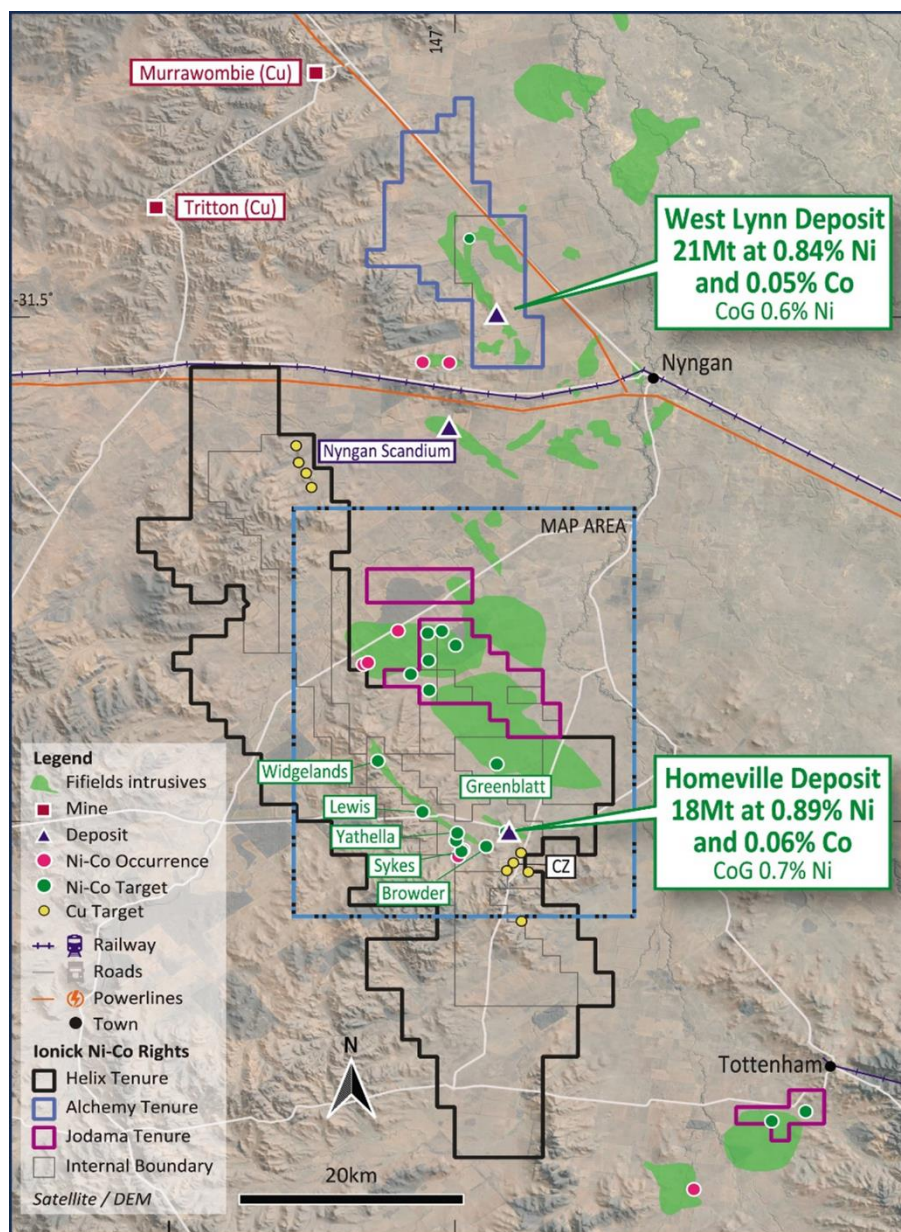 147°
Murrawombie (Cu)
Tritton (Cu)
West Lynn Deposit
21Mt at 0.84% Ni
and 0.05% Co
CoG 0.6% Ni
-31.5°
Nyngan
Nyngan Scandium
MAP AREA
Widgelands
Greenblatt
Lewis
Yathella
Sykes
Browder
CZ
Homeville Deposit
18Mt at 0.89% Ni
and 0.06% Co
CoG 0.7% Ni
Legend
Fifields intrusives
Mine
Deposit
Ni-Co Occurrence
Ni-Co Target
Cu Target
Railway
Roads
Powerlines
Town
Ionick Ni-Co Rights
Helix Tenure
Alchemy Tenure
Jodama Tenure
Internal Boundary
Satellite / DEM
N
20km
Tottenham